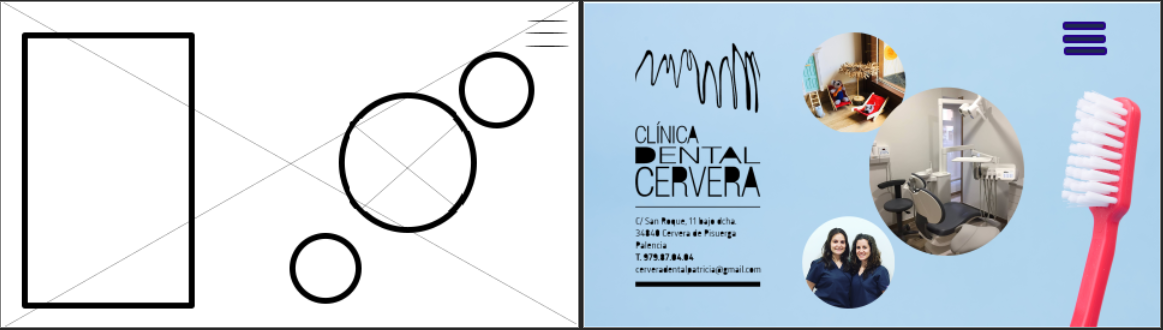 CLÍNICA
DENTAL
CERVERA
C/ San Roque, 11 bajo dcha.
34840 Cervera de Pisuerga
Palencia
T. 979.87.04.04
cerveradentalpatricia@gmail.com